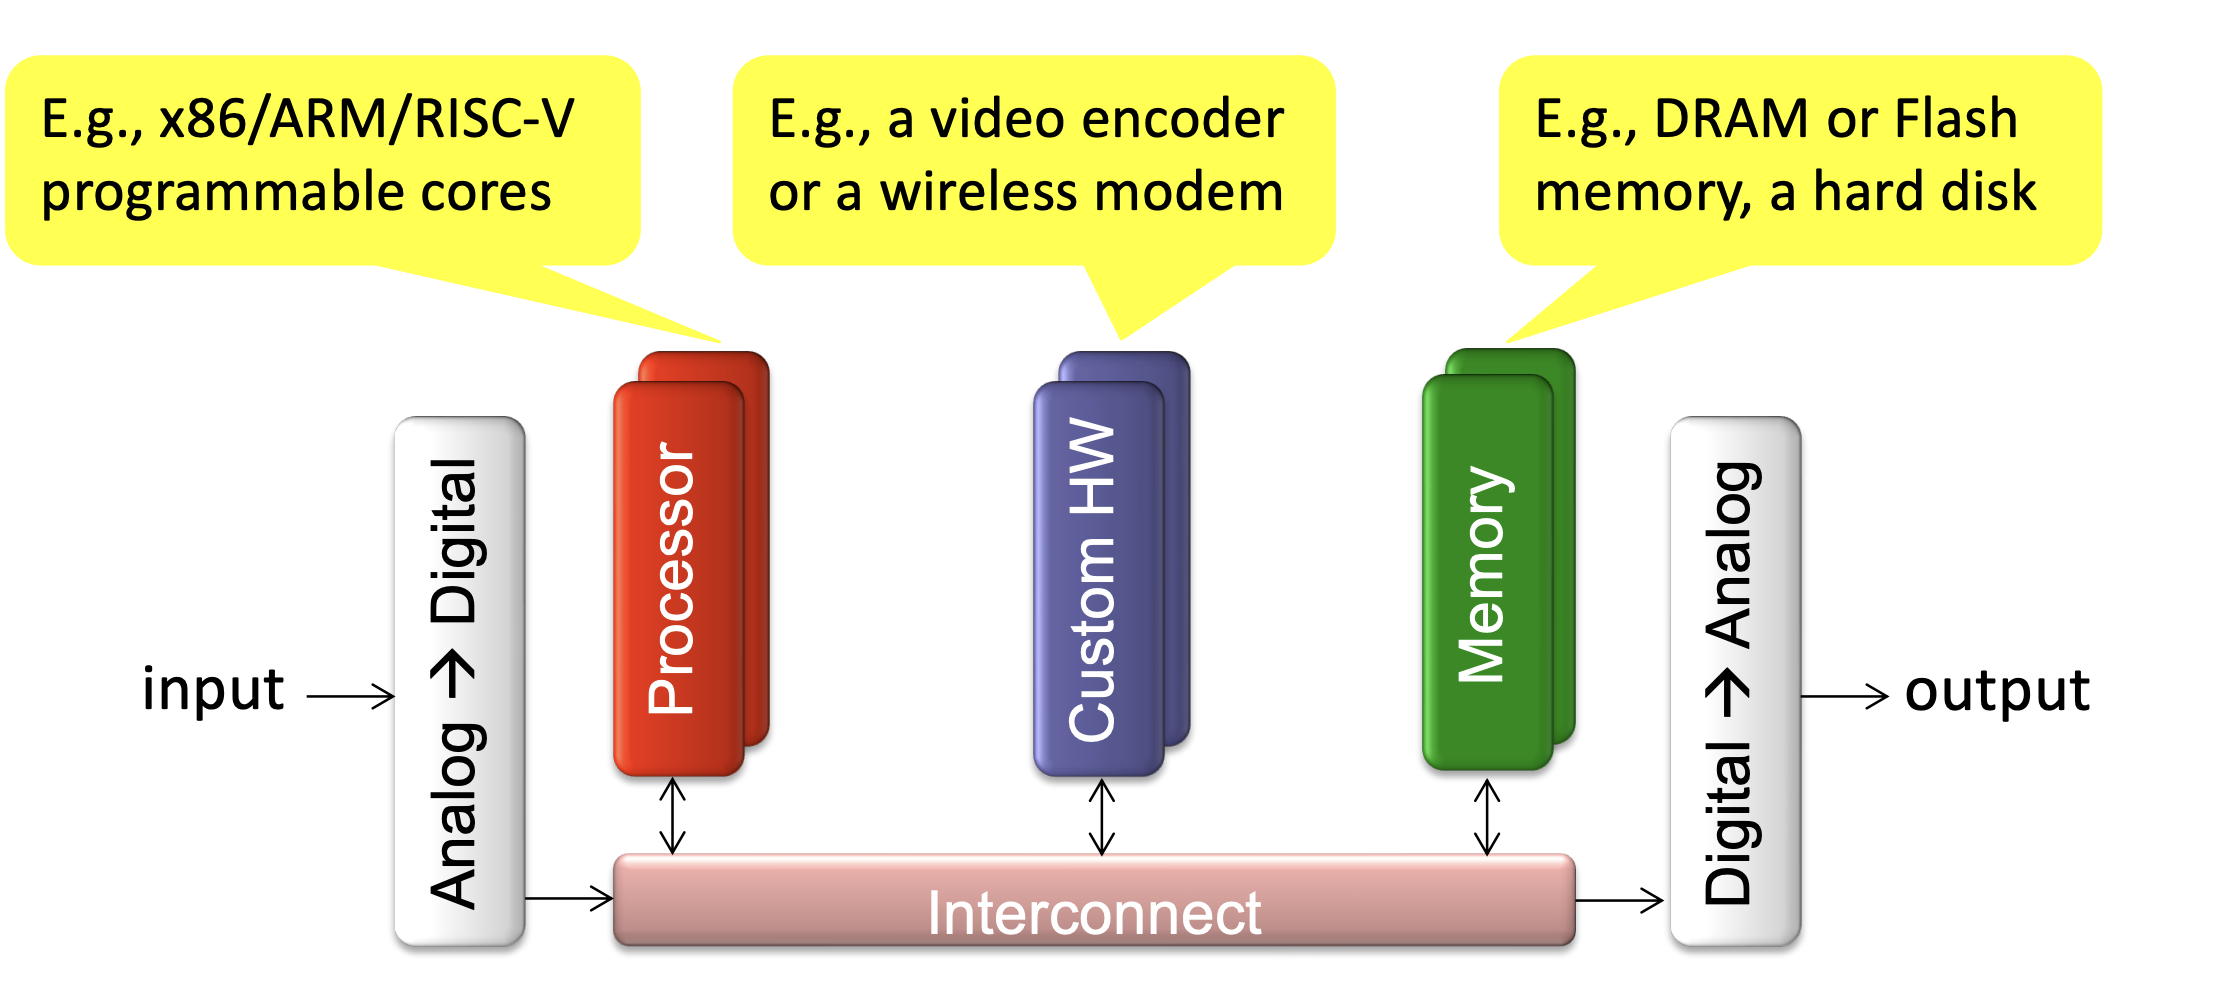 E.g., x86/ARM/RISC-V
programmable cores
E.g., a video encoder
or a wireless modem
E.g., DRAM or Flash
memory, a hard disk
input
Analog → Digital
Processor
Custom HW
Memory
Digital → Analog
output
Interconnect